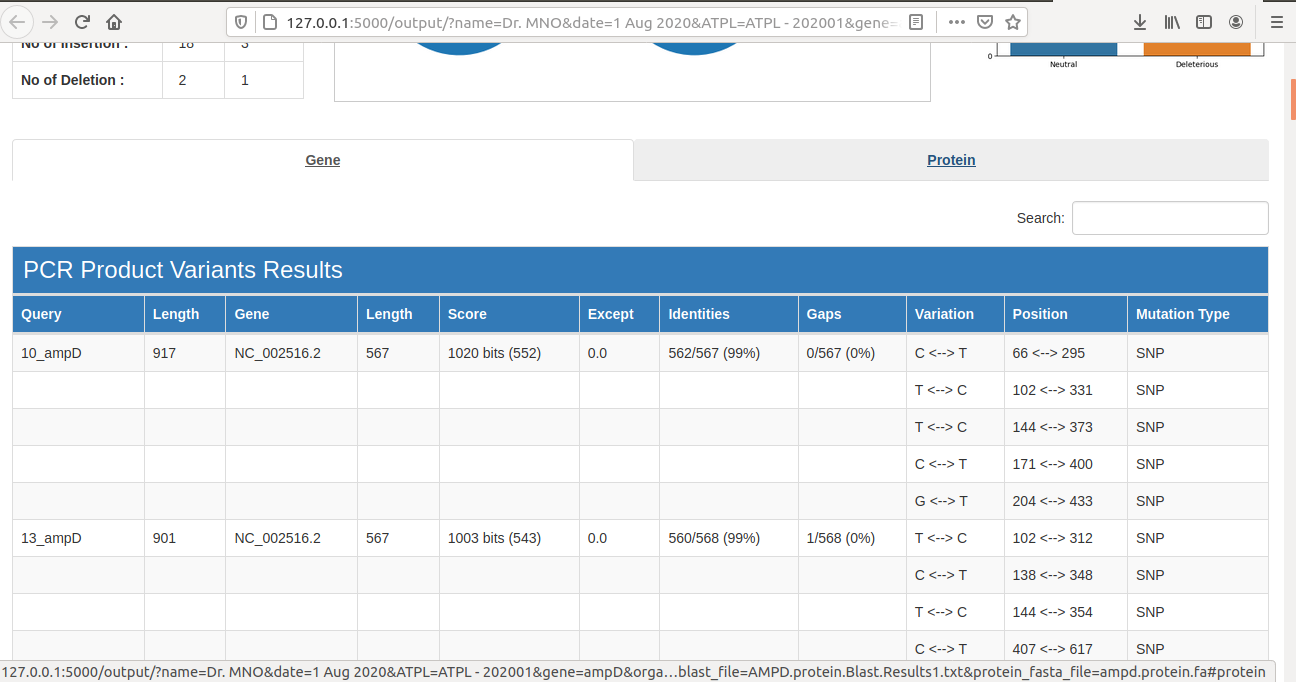 127.0.0.1:5000/output/?name=Dr. MNO&date=1 Aug 2020&ATPL=ATPL - 202001&gene=
No of Insertion : 18 3
No of Deletion : 2 1
0
Neutral Deleterious
Gene Protein
Search:
PCR Product Variants Results
Query Length Gene Length Score Except Identities Gaps Variation Position Mutation Type
10_ampD 917 NC_002516.2 567 1020 bits (552) 0.0 562/567 (99%) 0/567 (0%) C <--> T 66 <--> 295 SNP
T <--> C 102 <--> 331 SNP
T <--> C 144 <--> 373 SNP
C <--> T 171 <--> 400 SNP
G <--> T 204 <--> 433 SNP
13_ampD 901 NC_002516.2 567 1003 bits (543) 0.0 560/568 (99%) 1/568 (0%) T <--> C 102 <--> 312 SNP
C <--> T 138 <--> 348 SNP
T <--> C 144 <--> 354 SNP
C <--> T 407 <--> 617 SNP
127.0.0.1:5000/output/?name=Dr. MNO&date=1 Aug 2020&ATPL=ATPL - 202001&gene=ampD&orga…blast_file=AMPD.protein.Blast.Results1.txt&protein_fasta_file=ampd.protein.fa#protein